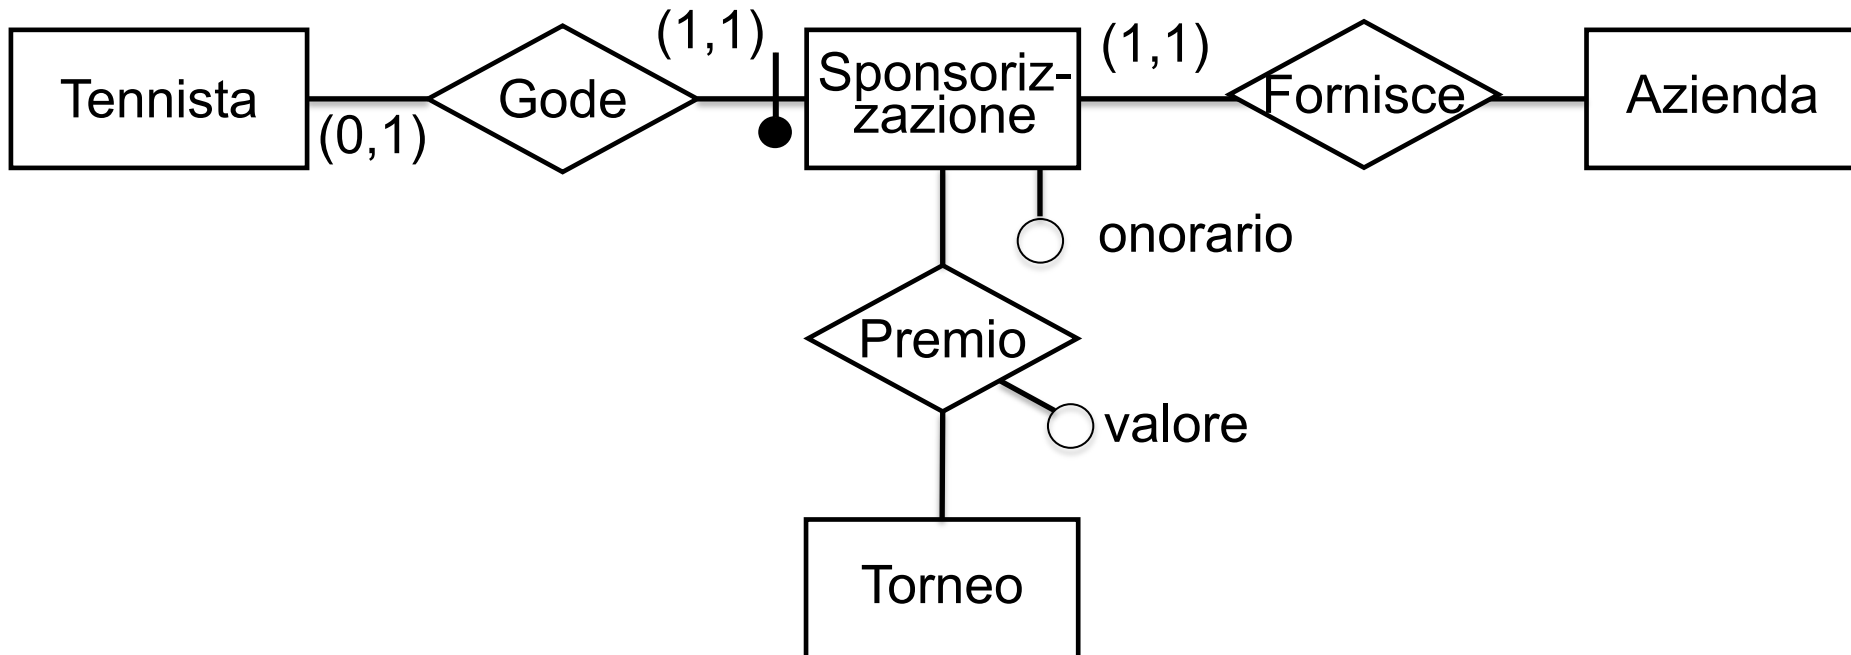 Tennista
(0,1)
Gode
(1,1)
Sponsoriz-
zazione
(1,1)
Fornisce
Azienda
onorario
Premio
valore
Torneo